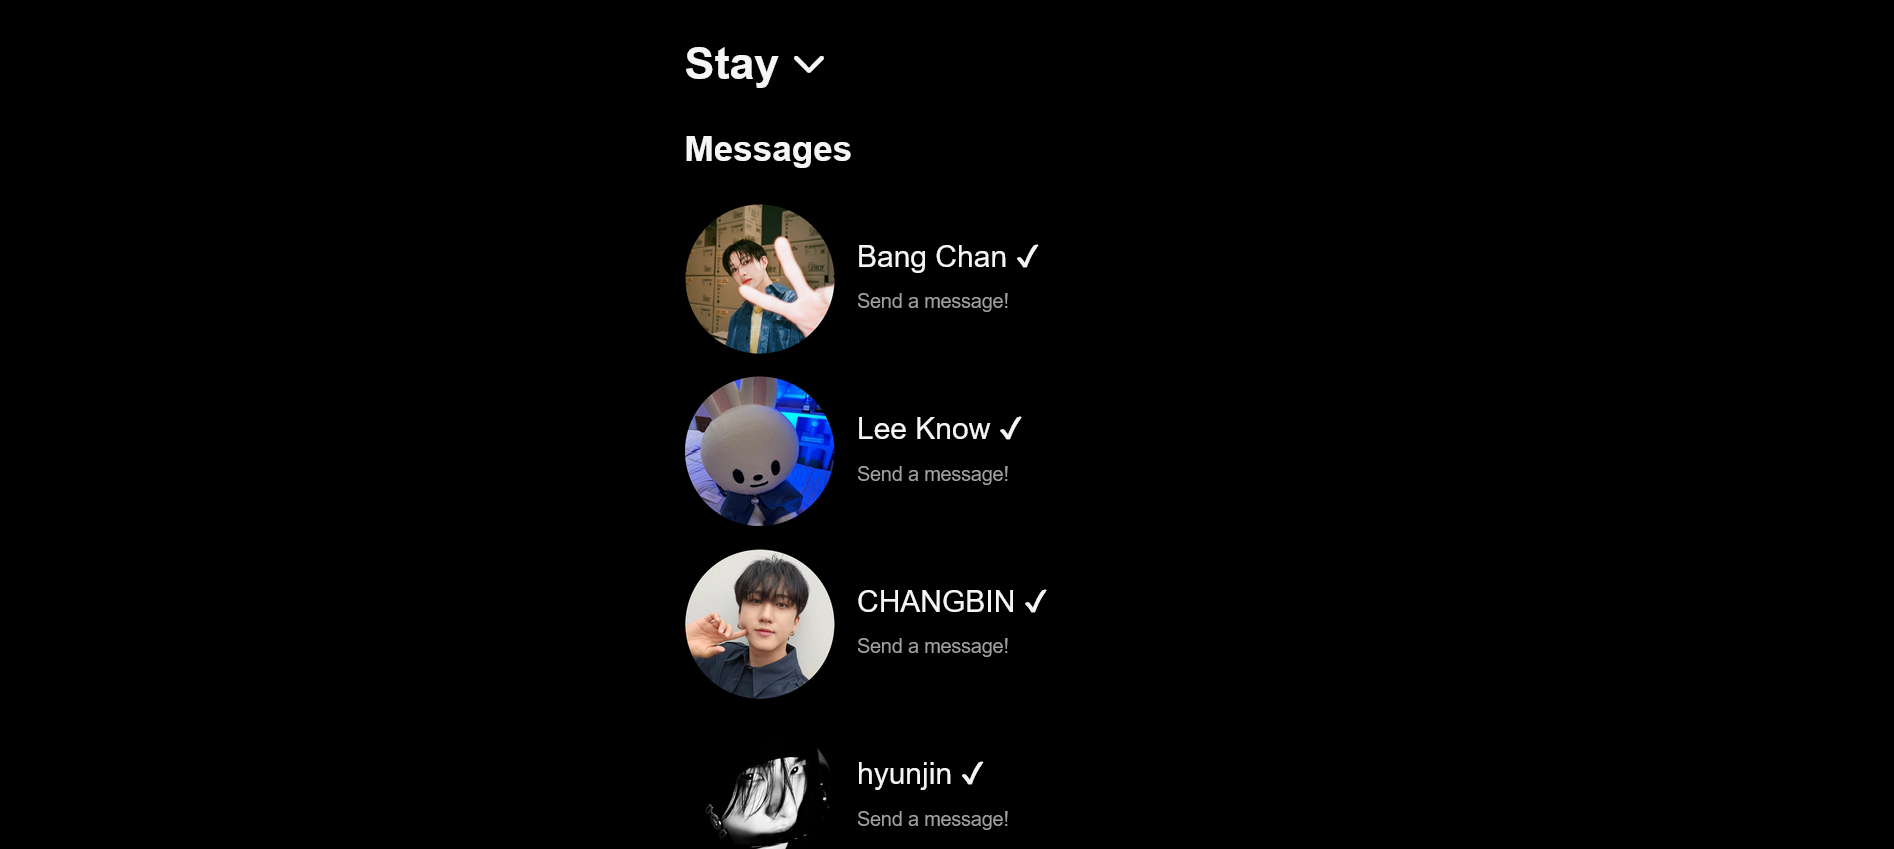 Stay
Messages
Bang Chan ✓
Send a message!
Lee Know ✓
Send a message!
CHANGBIN ✓
Send a message!
hyunjin ✓
Send a message!